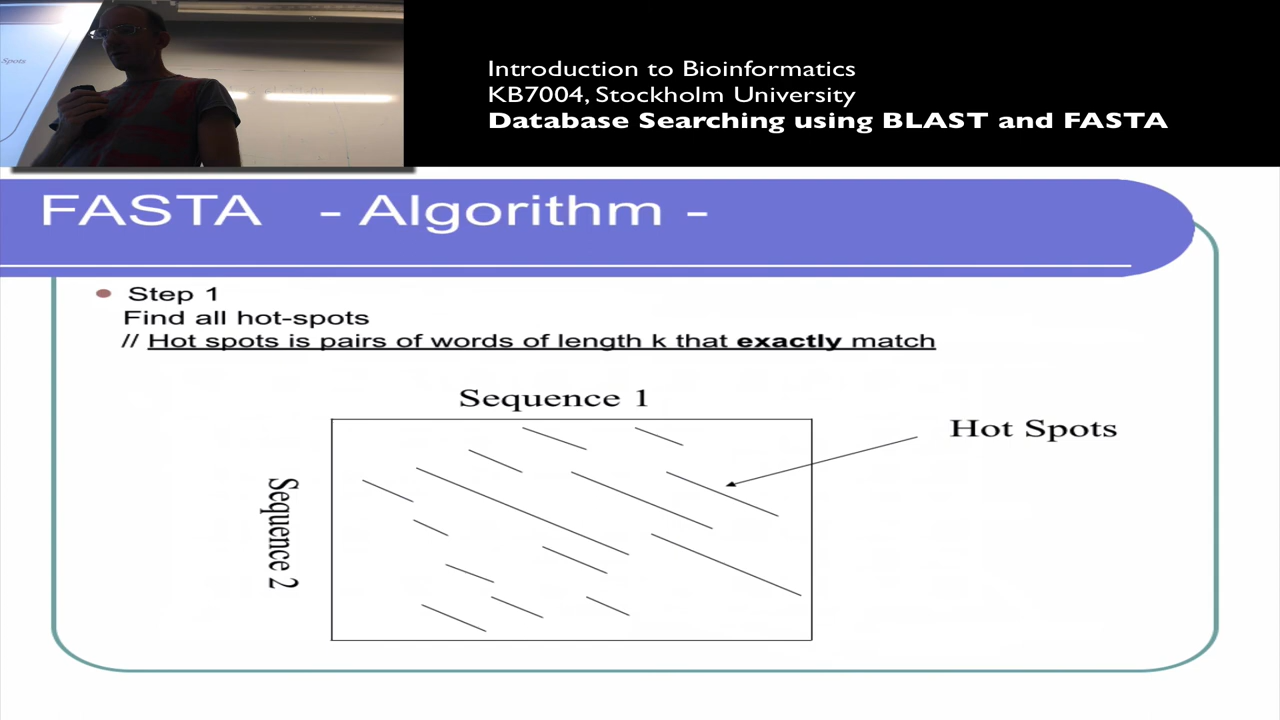 Spots
Introduction to Bioinformatics
KB7004, Stockholm University
Database Searching using BLAST and FASTA
FASTA - Algorithm -
Step 1
Find all hot-spots
// Hot spots is pairs of words of length k that exactly match
Sequence 1
Hot Spots
Sequence 2